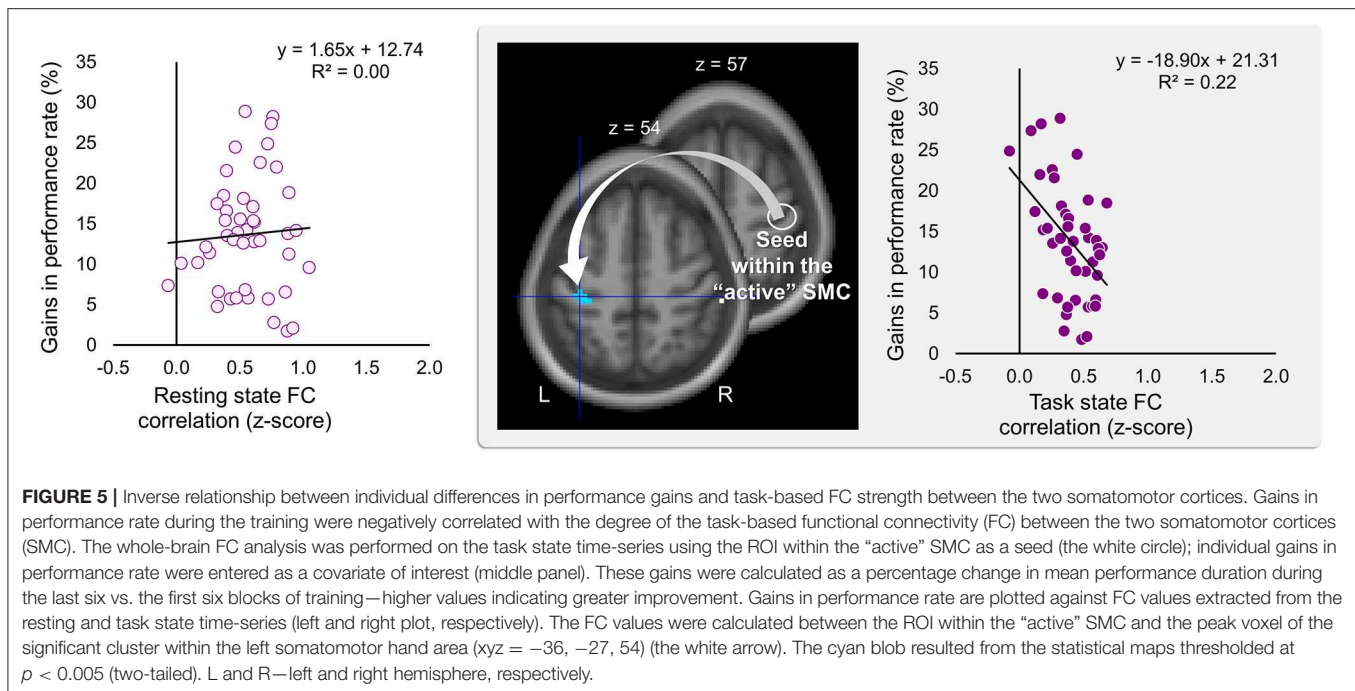 y = 1.65x + 12.74
R² = 0.00
35
30
25
20
15
10
5
0
Gains in performance rate (%)
-0.5
0.0
0.5
1.0
1.5
2.0
Resting state FC
correlation (z-score)
z = 57
z = 54
Seed
within the
“active” SMC
L
R
y = -18.90x + 21.31
R² = 0.22
35
30
25
20
15
10
5
0
Gains in performance rate (%)
-0.5
0.0
0.5
1.0
1.5
2.0
Task state FC
correlation (z-score)
FIGURE 5 | Inverse relationship between individual differences in performance gains and task-based FC strength between the two somatomotor cortices. Gains in
performance rate during the training were negatively correlated with the degree of the task-based functional connectivity (FC) between the two somatomotor cortices
(SMC). The whole-brain FC analysis was performed on the task state time-series using the ROI within the “active” SMC as a seed (the white circle); individual gains in
performance rate were entered as a covariate of interest (middle panel). These gains were calculated as a percentage change in mean performance duration during
the last six vs. the first six blocks of training—higher values indicating greater improvement. Gains in performance rate are plotted against FC values extracted from the
resting and task state time-series (left and right plot, respectively). The FC values were calculated between the ROI within the “active” SMC and the peak voxel of the
significant cluster within the left somatomotor hand area (xyz = −36, −27, 54) (the white arrow). The cyan blob resulted from the statistical maps thresholded at
p < 0.005 (two-tailed). L and R—left and right hemisphere, respectively.